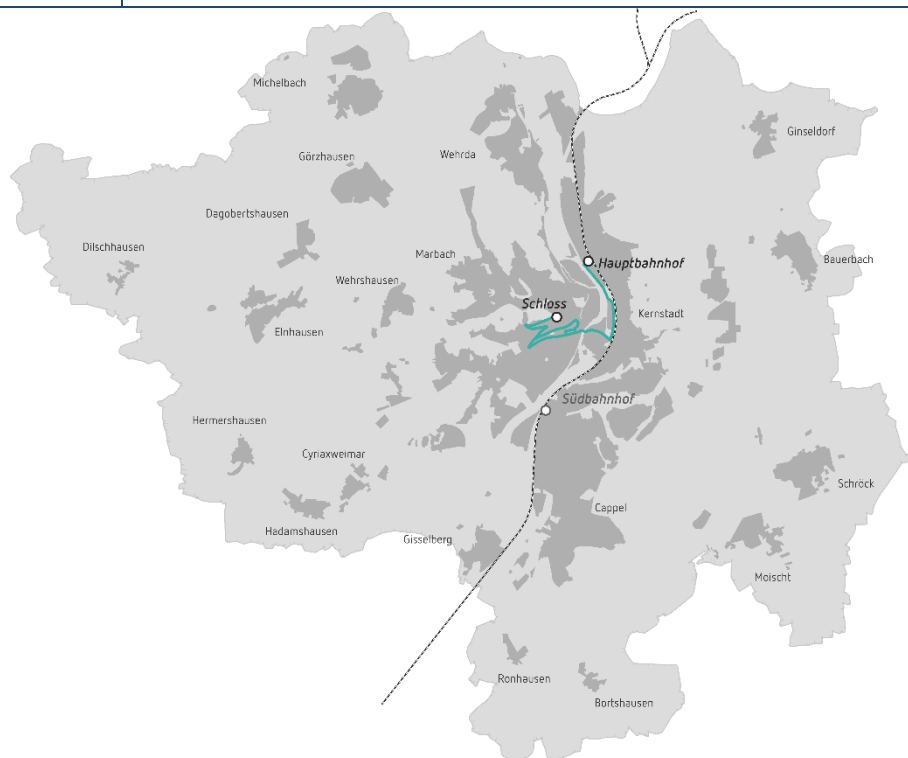 Michelbach
Ginseldorf
Görzhausen
Wehrda
Dagobertshausen
Dilschhausen
Marbach
Hauptbahnhof
Bauerbach
Wehrshausen
Schloss
Kernstadt
Elnhausen
Südbahnhof
Hermershausen
Cyriaxweimar
Schröck
Cappel
Hadamshausen
Gisselberg
Moischt
Ronhausen
Bortshausen